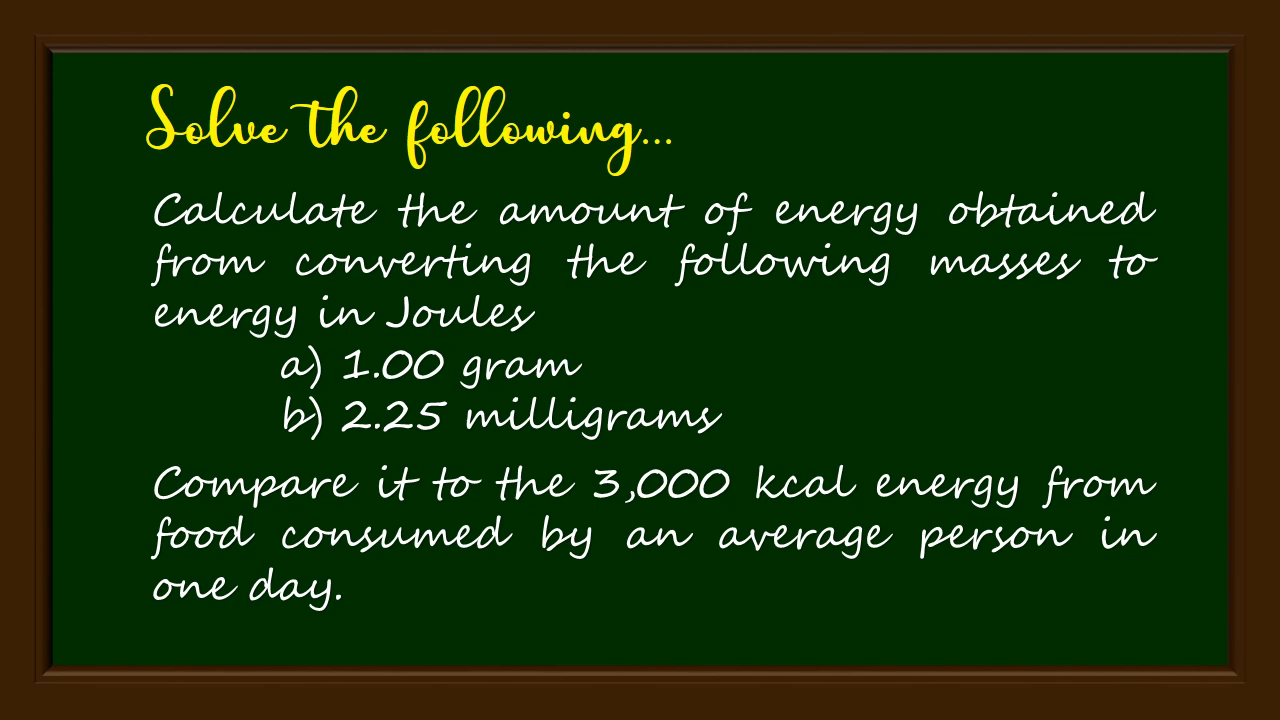 Solve the following...
Calculate the amount of energy obtained
from converting the following masses to
energy in Joules
a) 1.00 gram
b) 2.25 milligrams
Compare it to the 3,000 kcal energy from
food consumed by an average person in
one day.